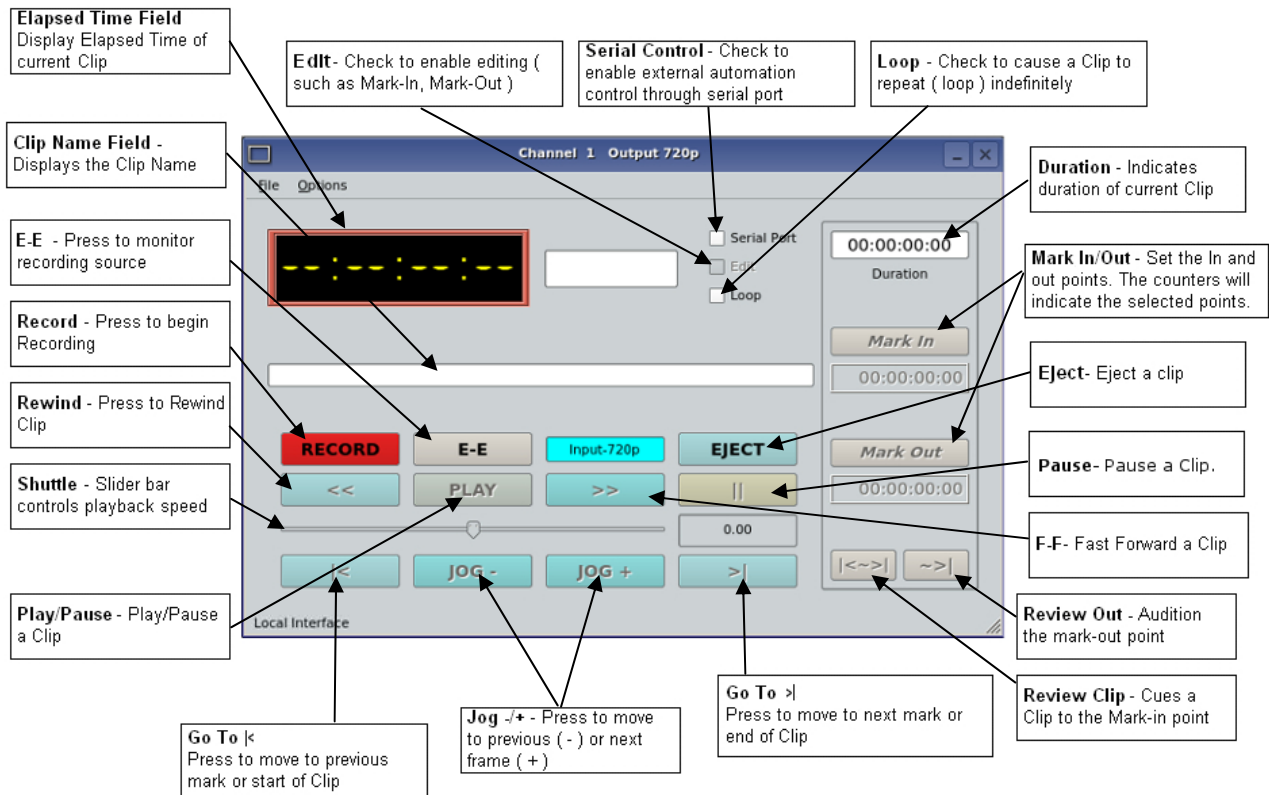 Elapsed Time Field
Display Elapsed Time of
current Clip
EdIt- Check to enable editing (
such as Mark-In, Mark-Out )
Serial Control - Check to
enable external automation
control through serial port
Loop - Check to cause a Clip to
repeat ( loop ) indefinitely
Clip Name Field -
Displays the Clip Name
E-E - Press to monitor
recording source
Record - Press to begin
Recording
Rewind - Press to Rewind
Clip
Shuttle - Slider bar
controls playback speed
Play/Pause - Play/Pause
a Clip
Channel 1 Output 720p
File Options
--:--:--
Serial Port
Edit
Loop
00:00:00:00
Duration
Mark In
00:00:00:00
Mark Out
00:00:00:00
RECORD E-E Input-720p EJECT
<< PLAY >> ||
0.00
|< JOG - JOG + >|
|<~>| ~>|
Local Interface
Duration - Indicates
duration of current Clip
Mark In/Out - Set the In and
out points. The counters will
indicate the selected points.
EJect- Eject a clip
Pause- Pause a Clip.
F-F- Fast Forward a Clip
Review Out - Audition
the mark-out point
Review Clip - Cues a
Clip to the Mark-in point
Go To |<
Press to move to previous
mark or start of Clip
Jog -/+ - Press to move
to previous ( - ) or next
frame ( + )
Go To >|
Press to move to next mark or
end of Clip